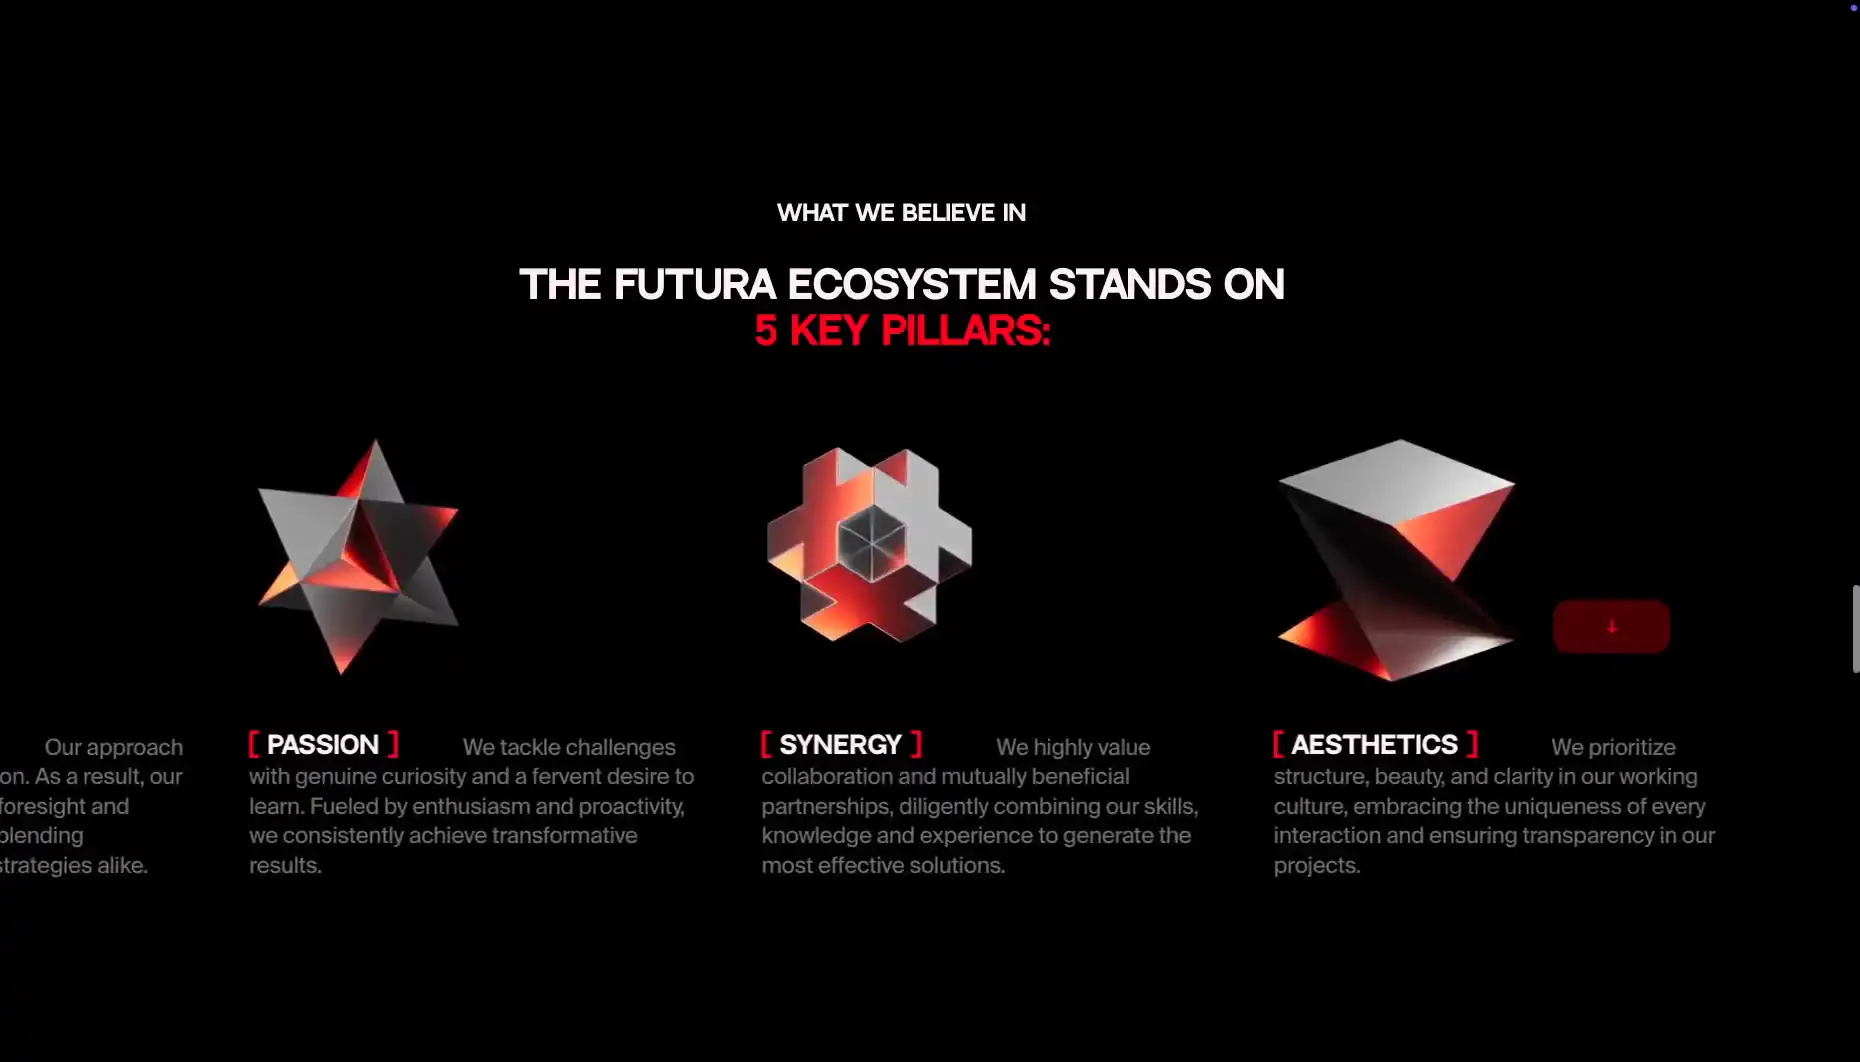 WHAT WE BELIEVE IN
THE FUTURA ECOSYSTEM STANDS ON
5 KEY PILLARS:
Our approach
on. As a result, our
foresight and
blending
strategies alike.
[ PASSION ] We tackle challenges
with genuine curiosity and a fervent desire to
learn. Fueled by enthusiasm and proactivity,
we consistently achieve transformative
results.
[ SYNERGY ] We highly value
collaboration and mutually beneficial
partnerships, diligently combining our skills,
knowledge and experience to generate the
most effective solutions.
[ AESTHETICS ] We prioritize
structure, beauty, and clarity in our working
culture, embracing the uniqueness of every
interaction and ensuring transparency in our
projects.